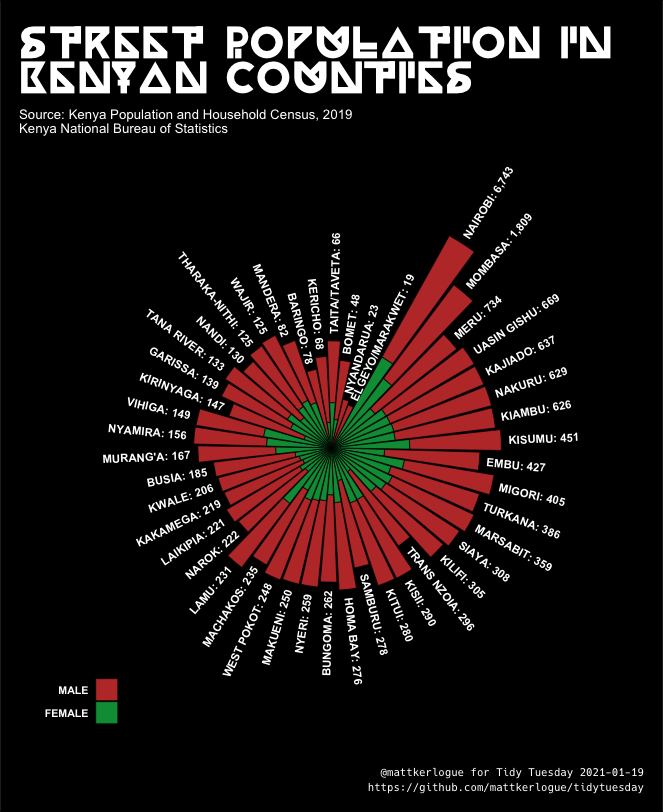 STREET POPULATION IN
KENYAN COUNTIES
Source: Kenya Population and Household Census, 2019
Kenya National Bureau of Statistics
NAIROBI: 6,743
MOMBASA: 1,809
MERU: 734
UASIN GISHU: 669
KAJIADO: 637
NAKURU: 629
KIAMBU: 626
KISUMU: 451
EMBU: 427
MIGORI: 405
TURKANA: 386
MARSABIT: 359
SIAYA: 308
KILIFI: 305
TRANS NZOIA: 296
KISII: 290
KITUI: 280
SAMBURU: 278
HOMA BAY: 276
BUNGOMA: 262
NYERI: 259
MAKUENI: 250
WEST POKOT: 248
MACHAKOS: 235
LAMU: 231
NAROK: 222
LAIKIPIA: 221
KAKAMEGA: 219
KWALE: 206
BUSIA: 185
MURANG'A: 167
NYAMIRA: 156
VIHIGA: 149
KIRINYAGA: 147
GARISSA: 139
TANA RIVER: 133
NANDI: 130
THARAKA-NITHI: 125
WAJIR: 125
MANDERA: 82
BARINGO: 78
KERICHO: 68
TAITA/TAVETA: 66
BOMET: 48
NYANDARUA: 23
ELGEYO/MARAKWET: 19
MALE
FEMALE
@mattkerlogue for Tidy Tuesday 2021-01-19
https://github.com/mattkerlogue/tidytuesday